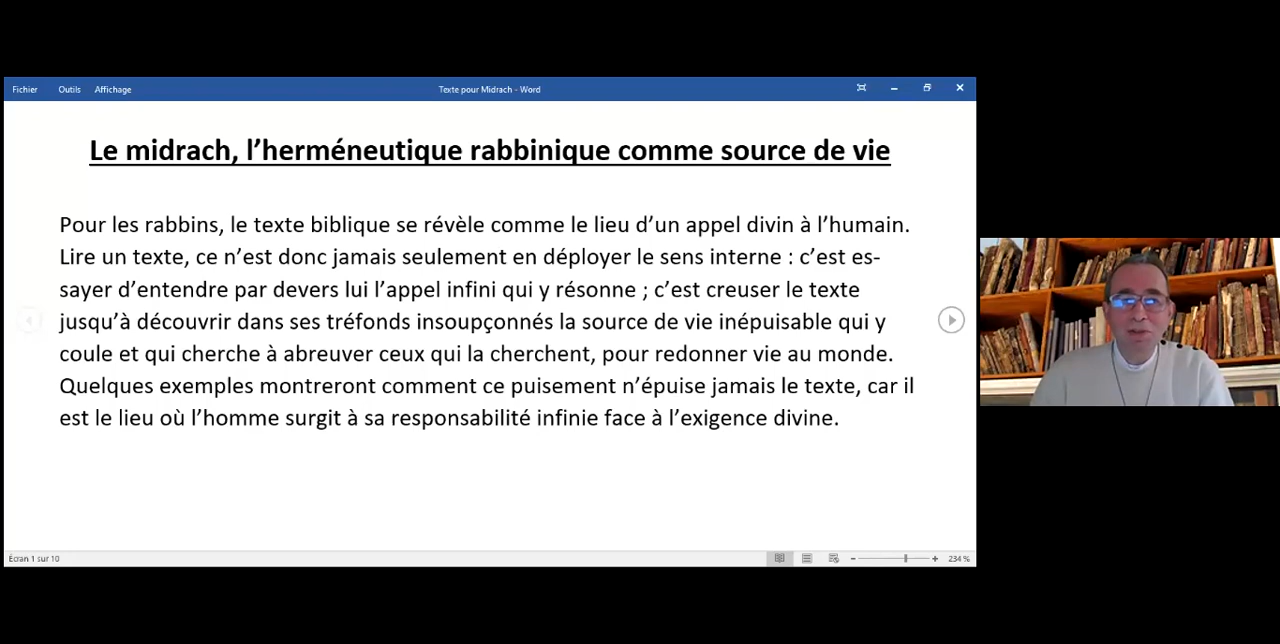 Fichier Outils Affichage Texte pour Midrach - Word
Le midrach, l’herméneutique rabbinique comme source de vie
Pour les rabbins, le texte biblique se révèle comme le lieu d’un appel divin à l’humain.
Lire un texte, ce n’est donc jamais seulement en déployer le sens interne : c’est es-
sayer d’entendre par devers lui l’appel infini qui y résonne ; c’est creuser le texte
jusqu’à découvrir dans ses tréfonds insoupçonnés la source de vie inépuisable qui y
coule et qui cherche à abreuver ceux qui la cherchent, pour redonner vie au monde.
Quelques exemples montreront comment ce puisement n’épuise jamais le texte, car il
est le lieu où l’homme surgit à sa responsabilité infinie face à l’exigence divine.
Écran 1 sur 10 234 %